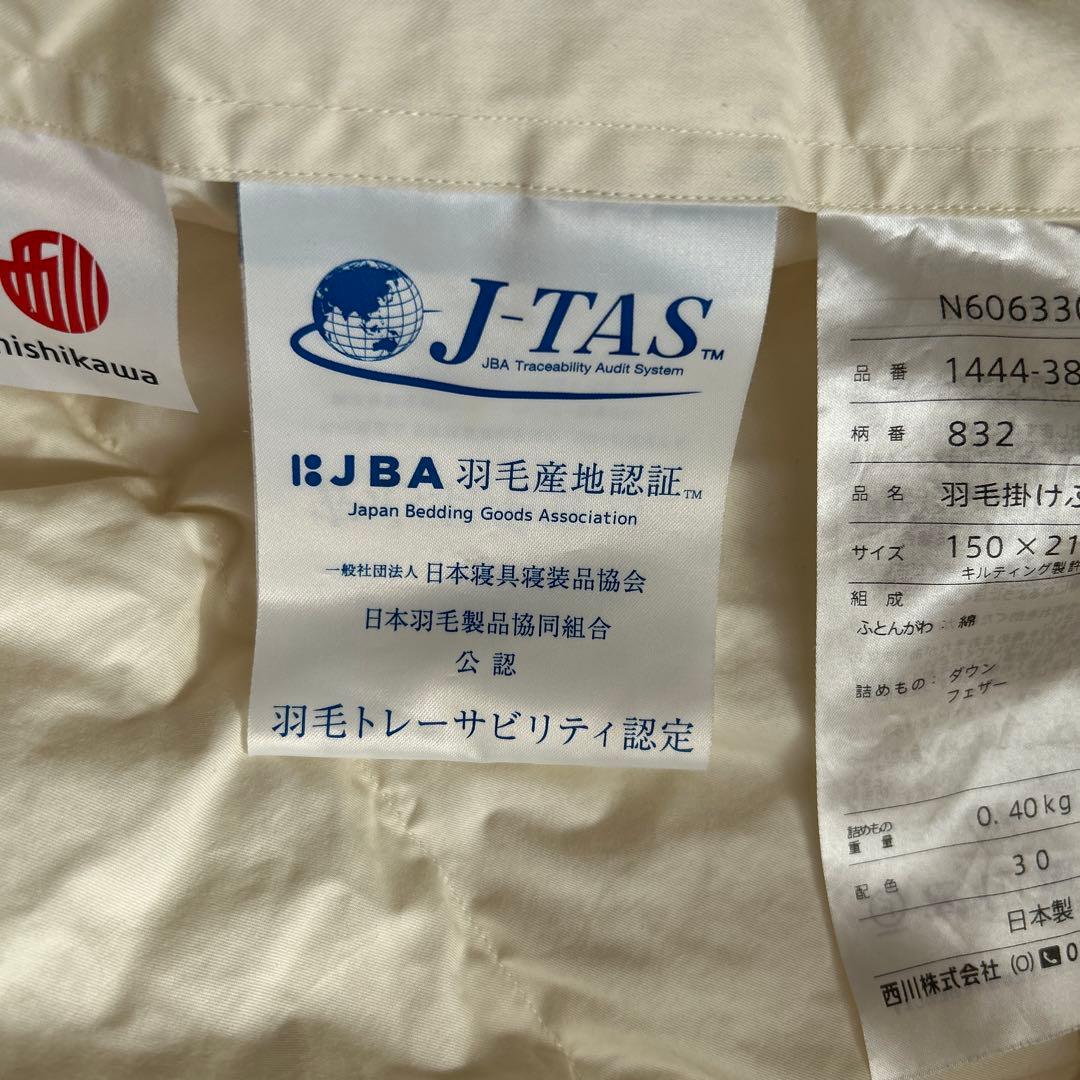 西川
nishikawa
J-TAS™
JBA Traceability Audit System
JBA 羽毛産地認証™
Japan Bedding Goods Association
一般社団法人 日本寝具寝装品協会
日本羽毛製品協同組合
公認
羽毛トレーサビリティ認定
N606330
品番 1444-38
柄番 832
品名 羽毛掛け
サイズ 150×21
キルティング製
組成
ふとんがわ:綿
詰めもの:ダウン
フェザー
詰めもの
重量 0.40kg
配色 30
日本製
西川株式会社 (O) 0